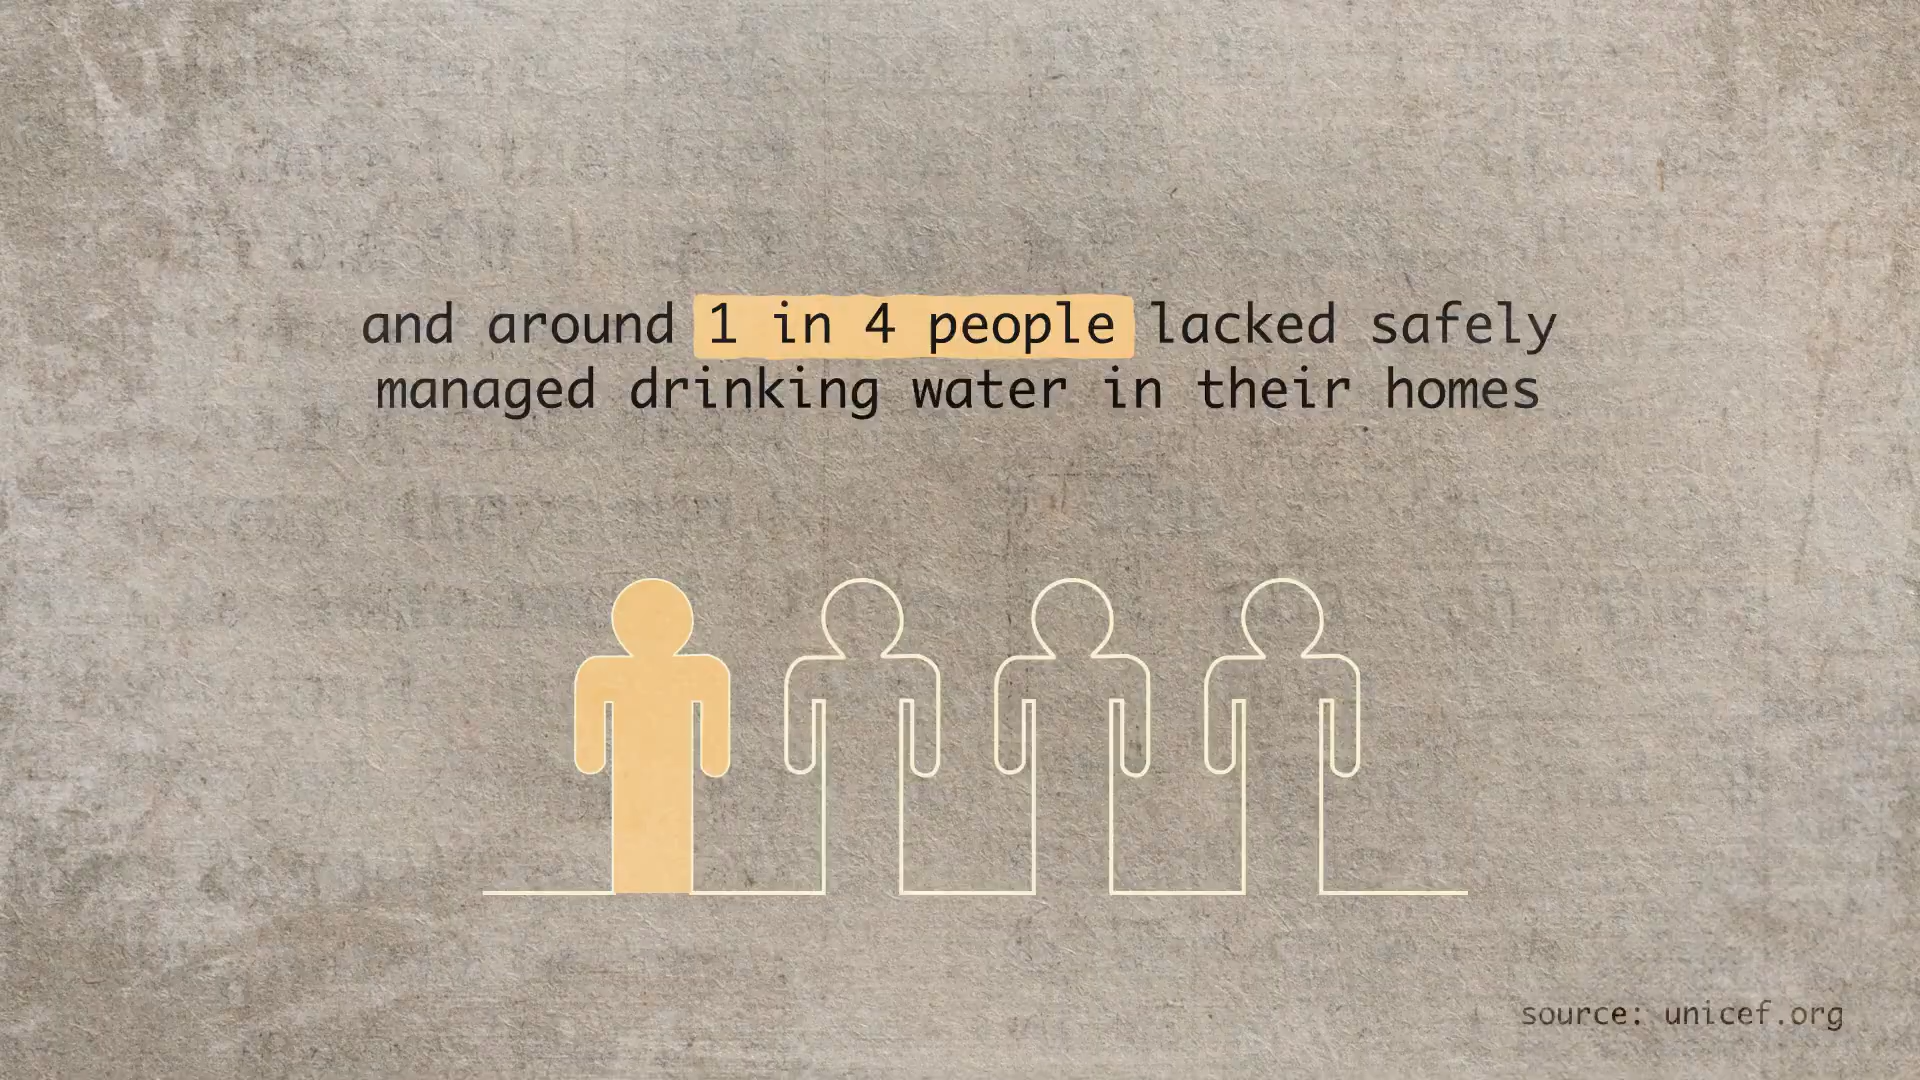 and around 1 in 4 people lacked safely
managed drinking water in their homes
source: unicef.org